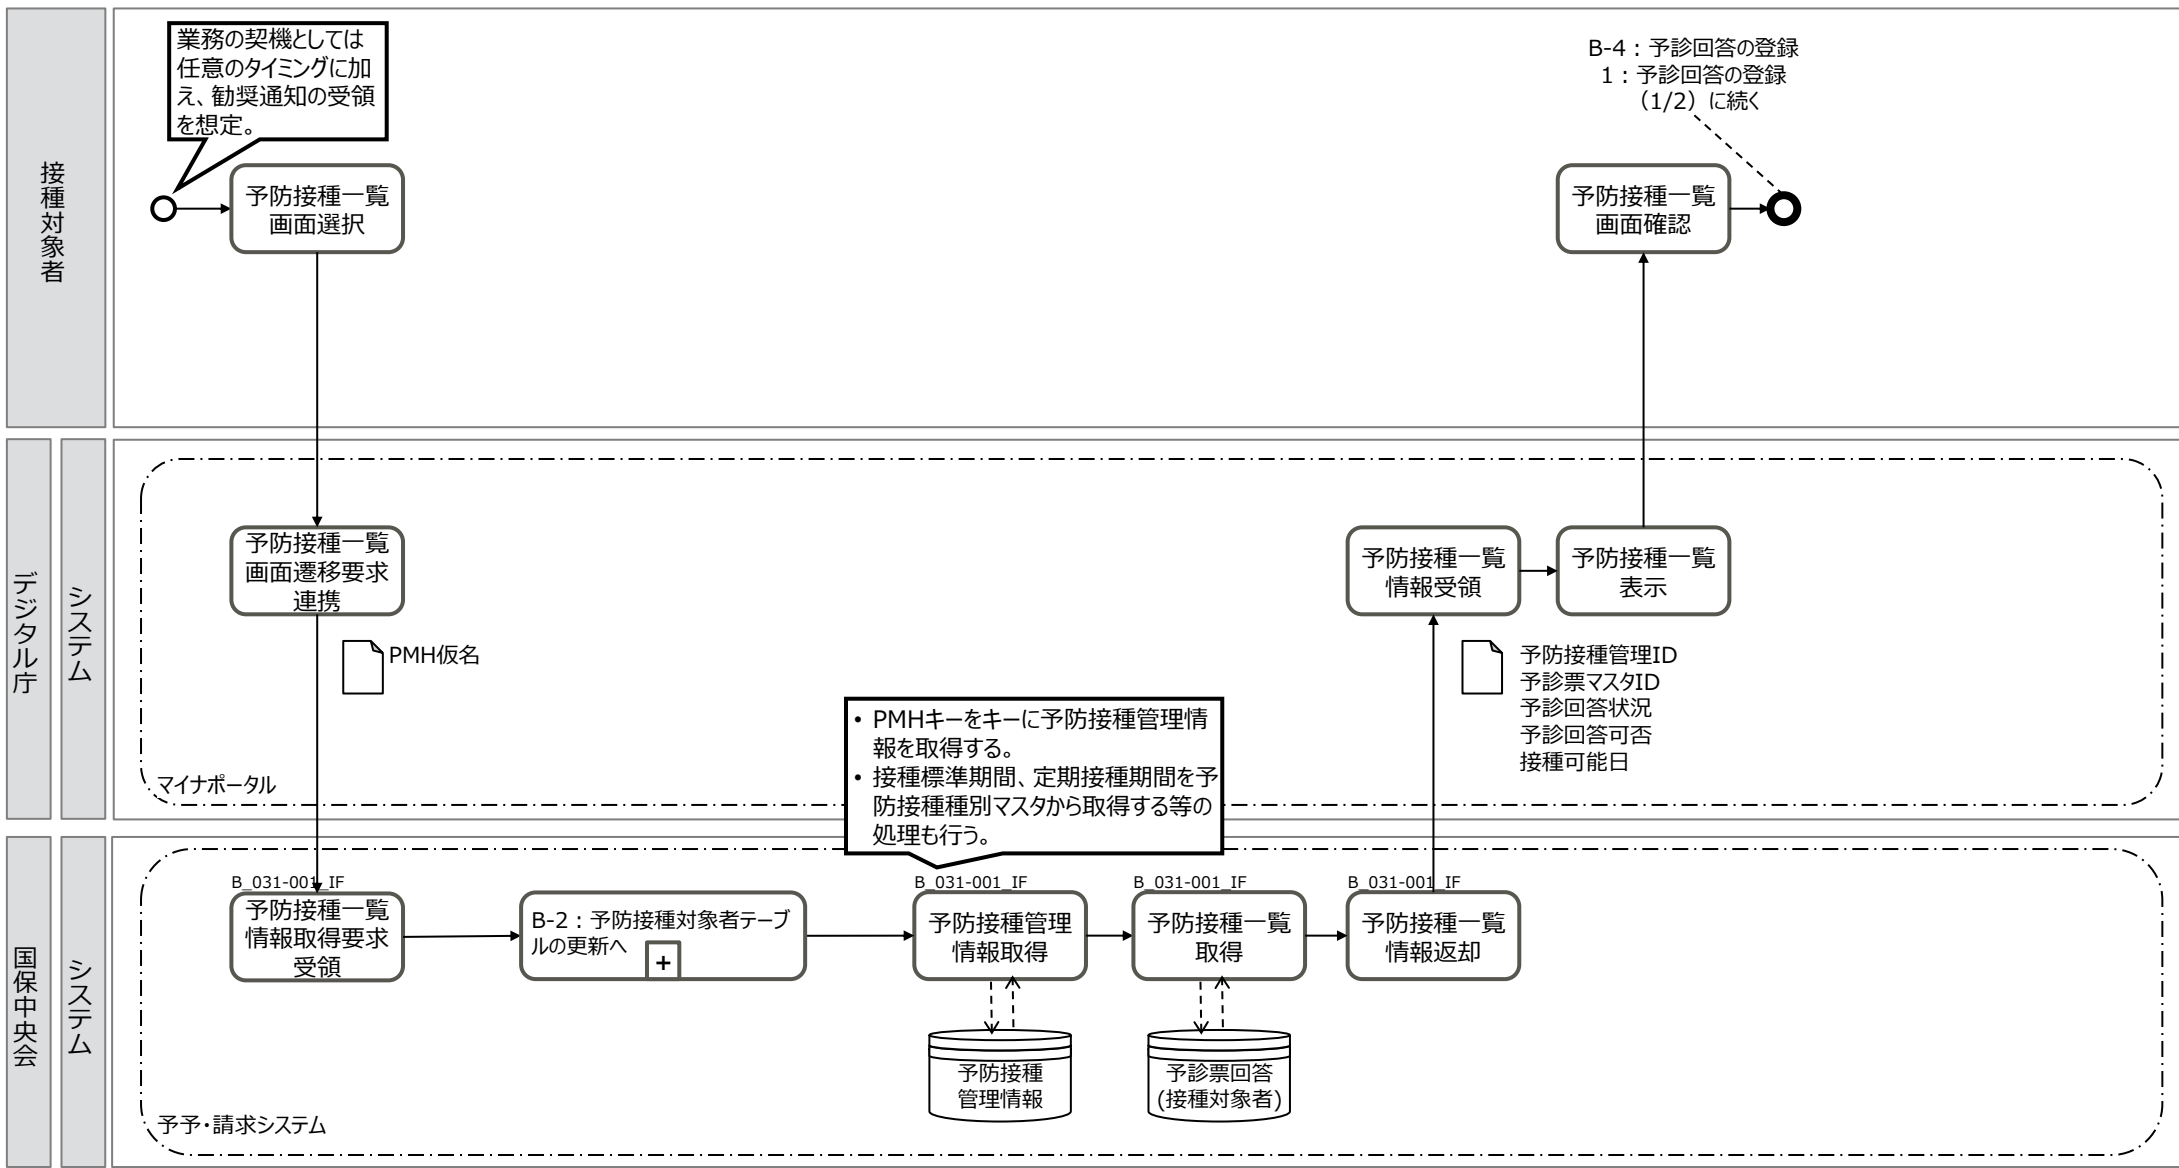 接種対象者
業務の契機としては
任意のタイミングに加
え、勧奨通知の受領
を想定。
予防接種一覧
画面選択
B-4：予診回答の登録
1：予診回答の登録
（1/2）に続く
予防接種一覧
画面確認
デジタル庁
システム
予防接種一覧
画面遷移要求
連携
PMH仮名
予防接種一覧
情報受領
予防接種一覧
表示
予防接種管理ID
予診票マスタID
予診回答状況
予診回答可否
接種可能日
マイナポータル
• PMHキーをキーに予防接種管理情
報を取得する。
• 接種標準期間、定期接種期間を予
防接種種別マスタから取得する等の
処理も行う。
国保中央会
システム
B_031-001_IF
予防接種一覧
情報取得要求
受領
B-2：予防接種対象者テーブ
ルの更新へ
+
B_031-001_IF
予防接種管理
情報取得
B_031-001_IF
予防接種一覧
取得
B_031-001_IF
予防接種一覧
情報返却
予防接種
管理情報
予診票回答
(接種対象者)
予予・請求システム